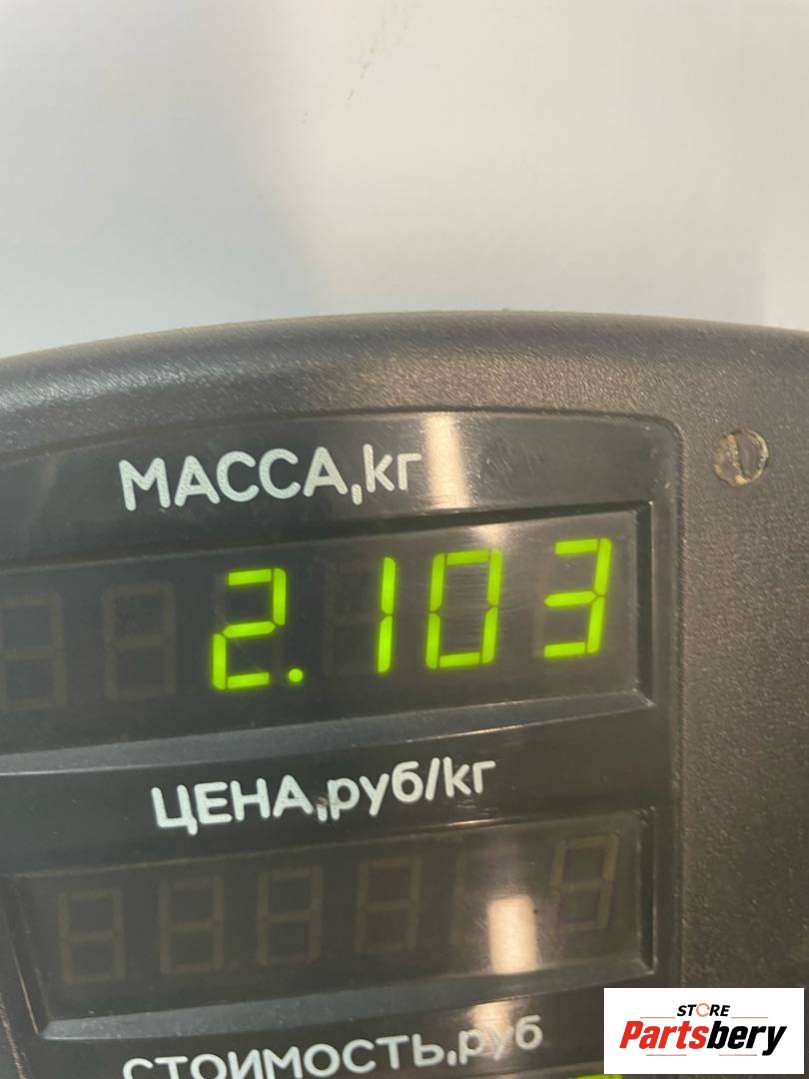 МАССА,кг
2.103
ЦЕНА,руб/кг
СТОИМОСТЬ,руб
STORE
Partsbery